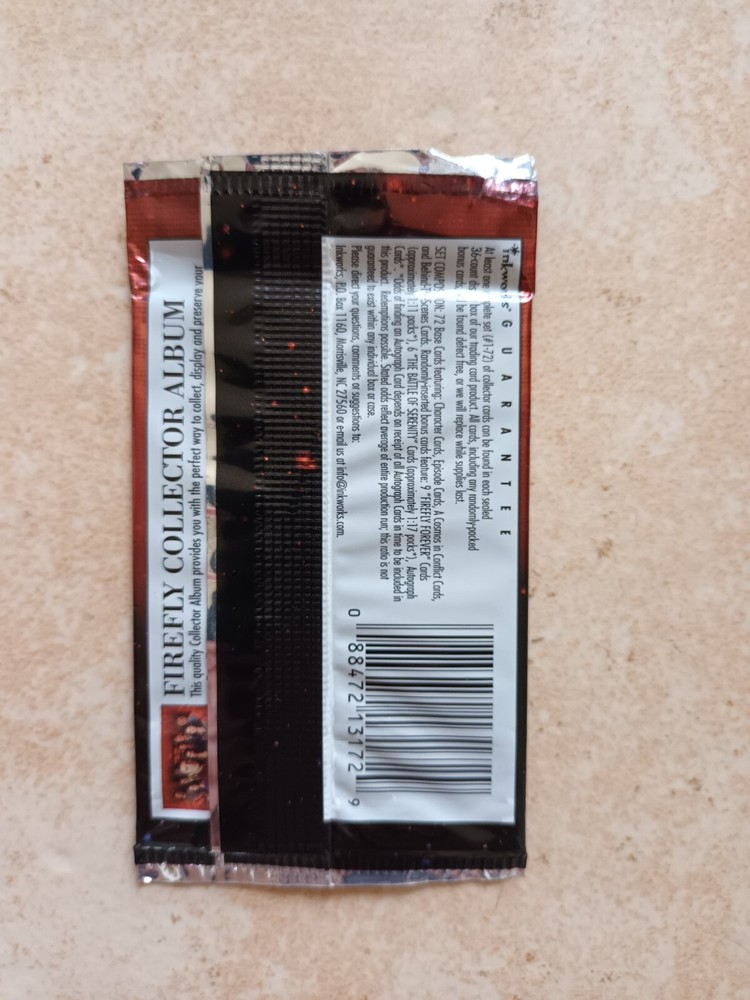 inkworks' GUARANTEE
At least one plete set (#1-72) of collector cards can be found in each sealed
36-count dis box of our trading card product. All cards, including any randomly-packed
bonus cards, be found defect free, or we will replace while supplies last.
SET COMPO ON: 72 Base Cards featuring: Character Cards, Episode Cards, A Cosmos in Conflict Cards,
and Behind-T Scenes Cards. Randomly-inserted bonus cards feature: 9 "FIREFLY FOREVER" Cards
(approximately 1:11 packs*), 6 "THE BATTLE OF SERENITY" Cards (approximately 1:17 packs*), Autograph
Cards*. *Odds of finding an Autograph Card depends on receipt of all Autograph Cards in time to be included in
this product. Redemptions possible. Stated odds reflect average of entire production run; this ratio is not
guaranteed to exist within any individual box or case.
Please direct your questions, comments or suggestions to:
Inkworks, P.O. Box 1160, Morrisville, NC 27560 or e-mail us at info@inkworks.com.
0 88472 13172 9
FIREFLY COLLECTOR ALBUM
This quality Collector Album provides you with the perfect way to collect, display and preserve your